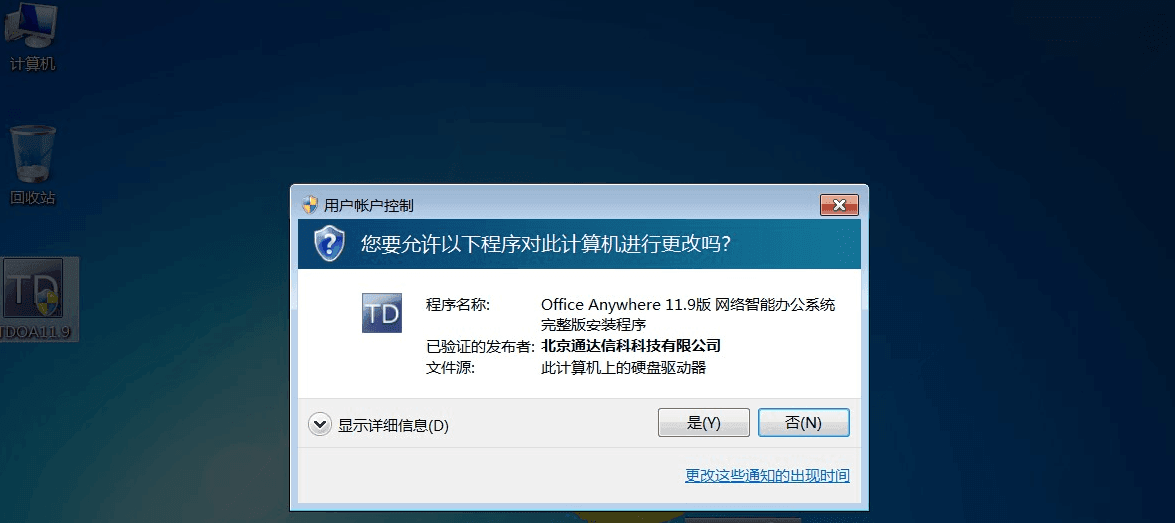 计算机
回收站
TD
TDOA11.9
用户帐户控制
您要允许以下程序对此计算机进行更改吗?
TD
程序名称: Office Anywhere 11.9版 网络智能办公系统
完整版安装程序
已验证的发布者: 北京通达信科科技有限公司
文件源: 此计算机上的硬盘驱动器
显示详细信息(D)
是(Y)
否(N)
更改这些通知的出现时间